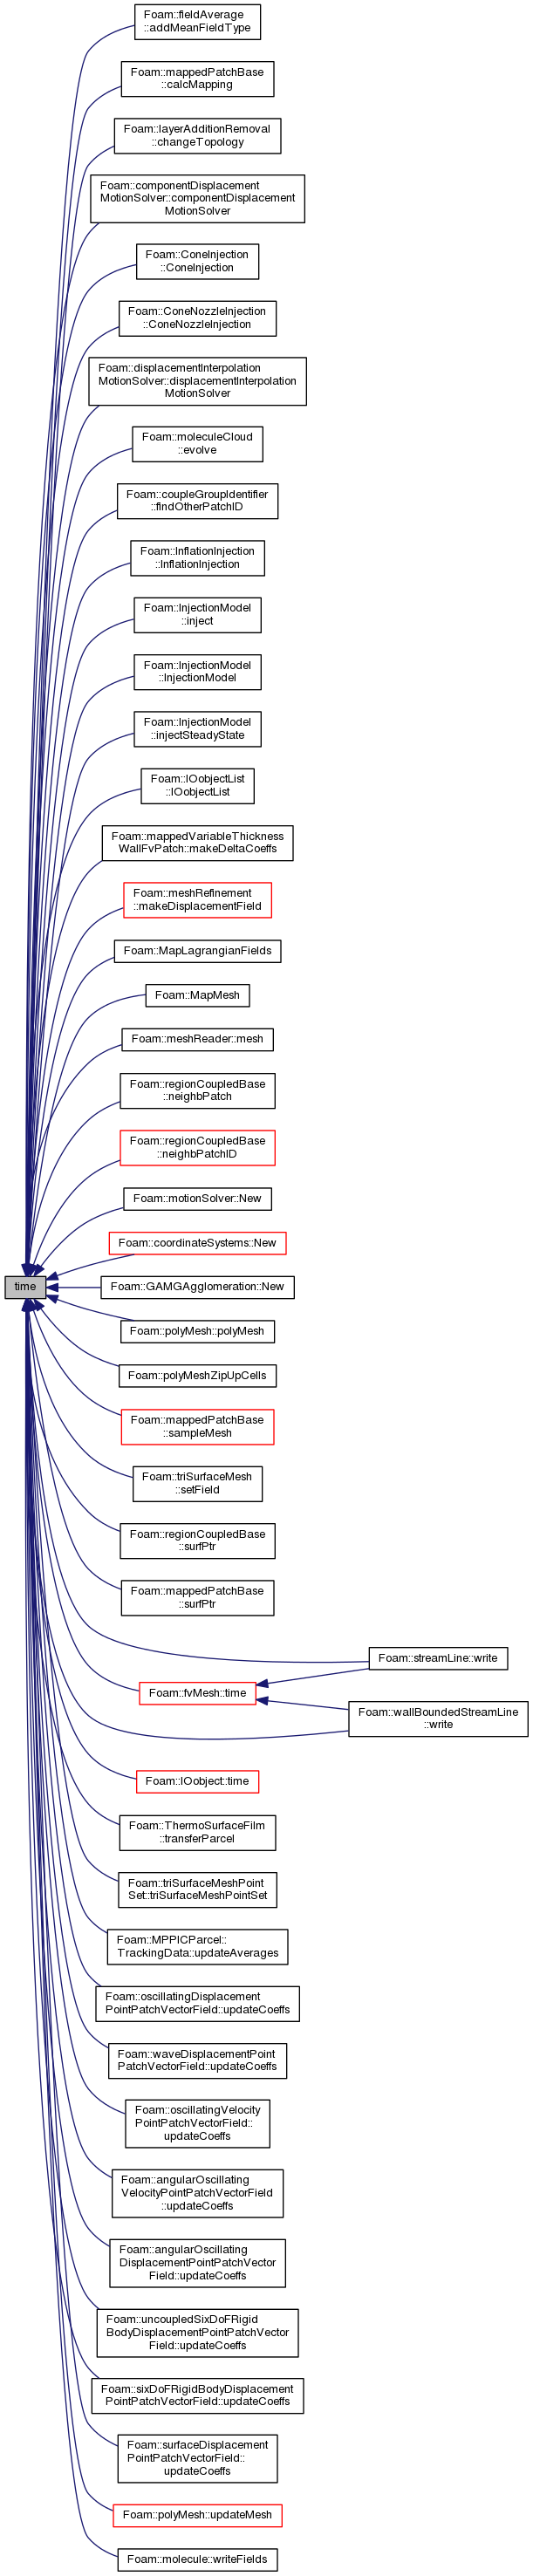 Foam::fieldAverage
::addMeanFieldType
Foam::mappedPatchBase
::calcMapping
Foam::layerAdditionRemoval
::changeTopology
Foam::componentDisplacement
MotionSolver::componentDisplacement
MotionSolver
Foam::ConeInjection
::ConeInjection
Foam::ConeNozzleInjection
::ConeNozzleInjection
Foam::displacementInterpolation
MotionSolver::displacementInterpolation
MotionSolver
Foam::moleculeCloud
::evolve
Foam::coupleGroupIdentifier
::findOtherPatchID
Foam::InflationInjection
::InflationInjection
Foam::InjectionModel
::inject
Foam::InjectionModel
::InjectionModel
Foam::InjectionModel
::injectSteadyState
Foam::IOobjectList
::IOobjectList
Foam::mappedVariableThickness
WallFvPatch::makeDeltaCoeffs
Foam::meshRefinement
::makeDisplacementField
Foam::MapLagrangianFields
Foam::MapMesh
Foam::meshReader::mesh
Foam::regionCoupledBase
::neighbPatch
Foam::regionCoupledBase
::neighbPatchID
Foam::motionSolver::New
Foam::coordinateSystems::New
time
Foam::GAMGAgglomeration::New
Foam::polyMesh::polyMesh
Foam::polyMeshZipUpCells
Foam::mappedPatchBase
::sampleMesh
Foam::triSurfaceMesh
::setField
Foam::regionCoupledBase
::surfPtr
Foam::mappedPatchBase
::surfPtr
Foam::streamLine::write
Foam::fvMesh::time
Foam::wallBoundedStreamLine
::write
Foam::IOobject::time
Foam::ThermoSurfaceFilm
::transferParcel
Foam::triSurfaceMeshPoint
Set::triSurfaceMeshPointSet
Foam::MPPICParcel::
TrackingData::updateAverages
Foam::oscillatingDisplacement
PointPatchVectorField::updateCoeffs
Foam::waveDisplacementPoint
PatchVectorField::updateCoeffs
Foam::oscillatingVelocity
PointPatchVectorField::
updateCoeffs
Foam::angularOscillating
VelocityPointPatchVectorField
::updateCoeffs
Foam::angularOscillating
DisplacementPointPatchVector
Field::updateCoeffs
Foam::uncoupledSixDoFRigid
BodyDisplacementPointPatchVector
Field::updateCoeffs
Foam::sixDoFRigidBodyDisplacement
PointPatchVectorField::updateCoeffs
Foam::surfaceDisplacement
PointPatchVectorField::
updateCoeffs
Foam::polyMesh::updateMesh
Foam::molecule::writeFields